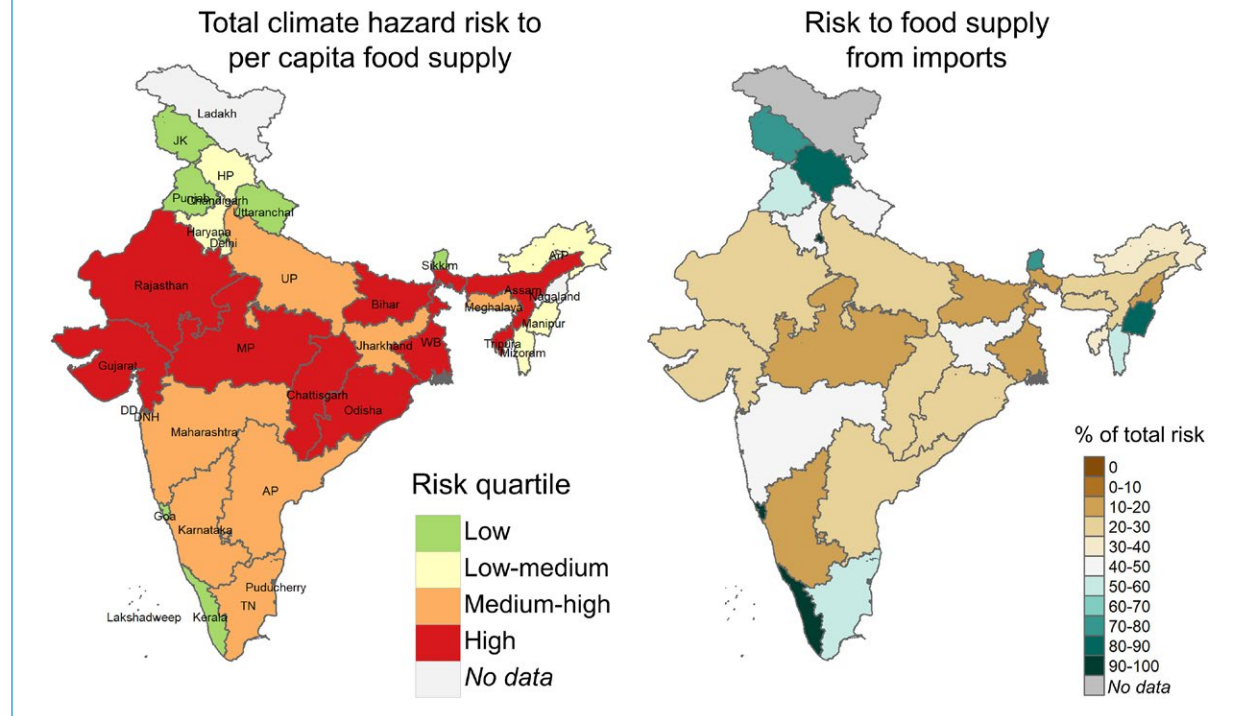 Total climate hazard risk to
per capita food supply
Ladakh
JK
HP
Punjab
Chandigarh
Uttaranchal
Haryana
Delhi
Rajasthan
UP
Sikkim
ArP
Assam
Nagaland
Bihar
Meghalaya
Manipur
Tripura
Mizoram
Jharkhand
WB
MP
Gujarat
Chattisgarh
Odisha
DD
DNH
Maharashtra
AP
Goa
Karnataka
Puducherry
TN
Lakshadweep
Kerala
Risk quartile
Low
Low-medium
Medium-high
High
No data
Risk to food supply
from imports
% of total risk
0
0-10
10-20
20-30
30-40
40-50
50-60
60-70
70-80
80-90
90-100
No data